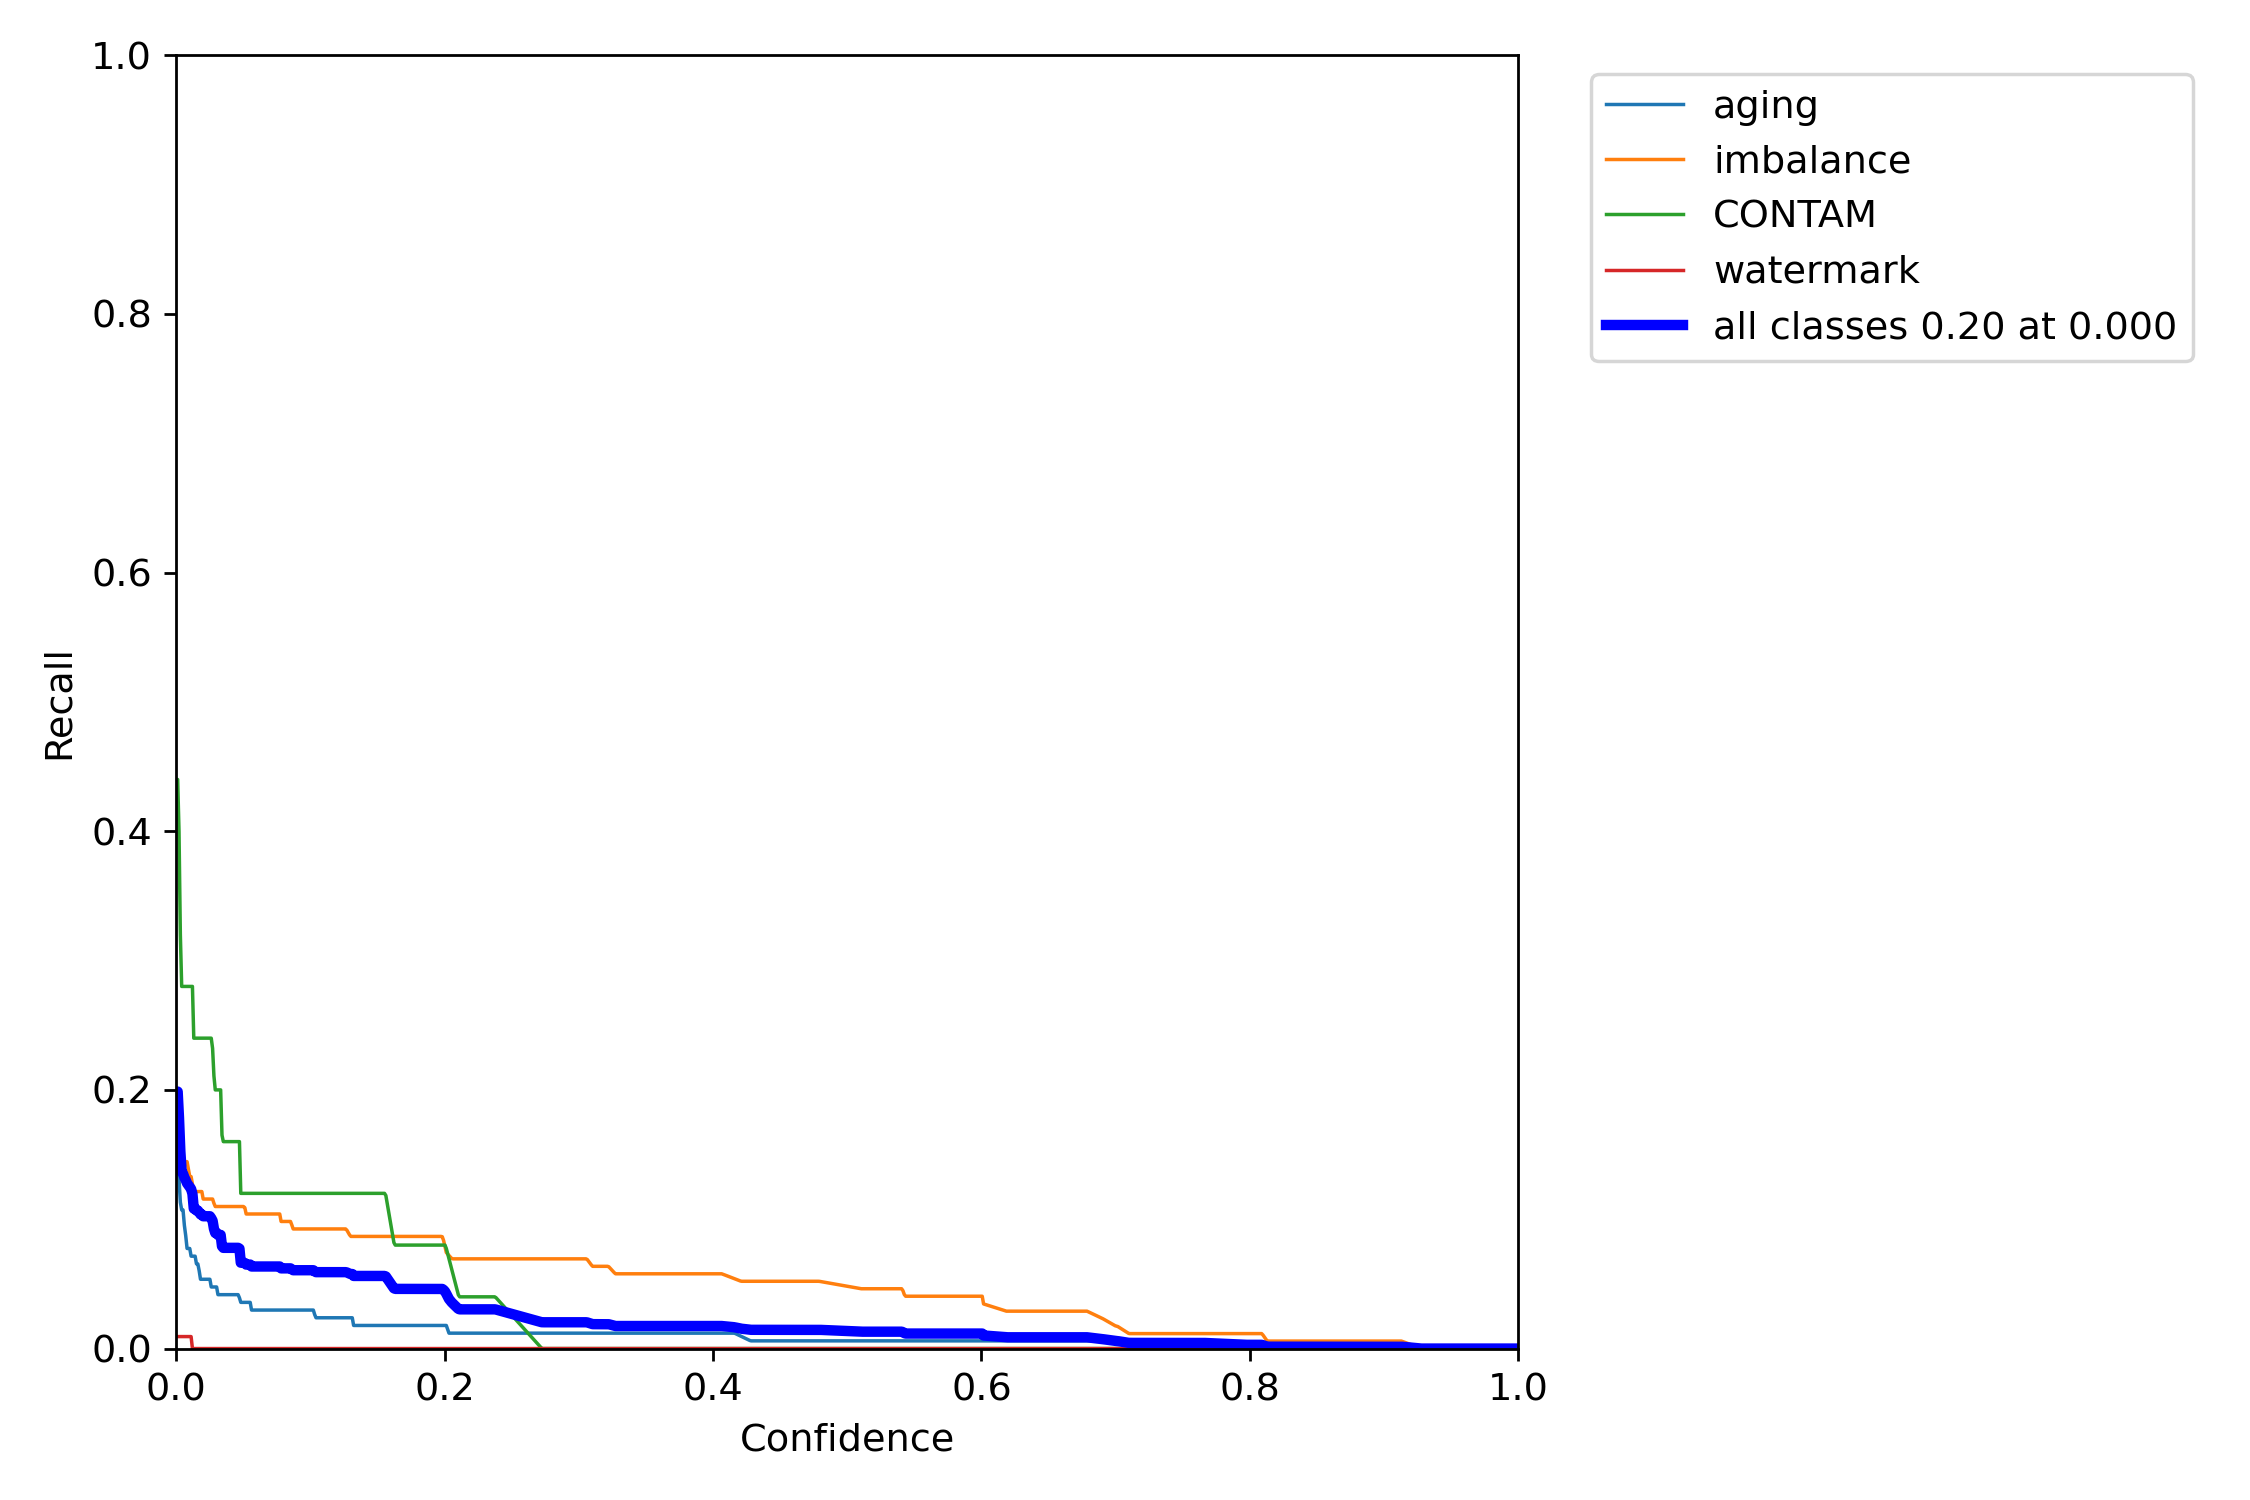 1.0
0.8
0.6
0.4
0.2
0.0
Recall
0.0 0.2 0.4 0.6 0.8 1.0
Confidence
aging
imbalance
CONTAM
watermark
all classes 0.20 at 0.000